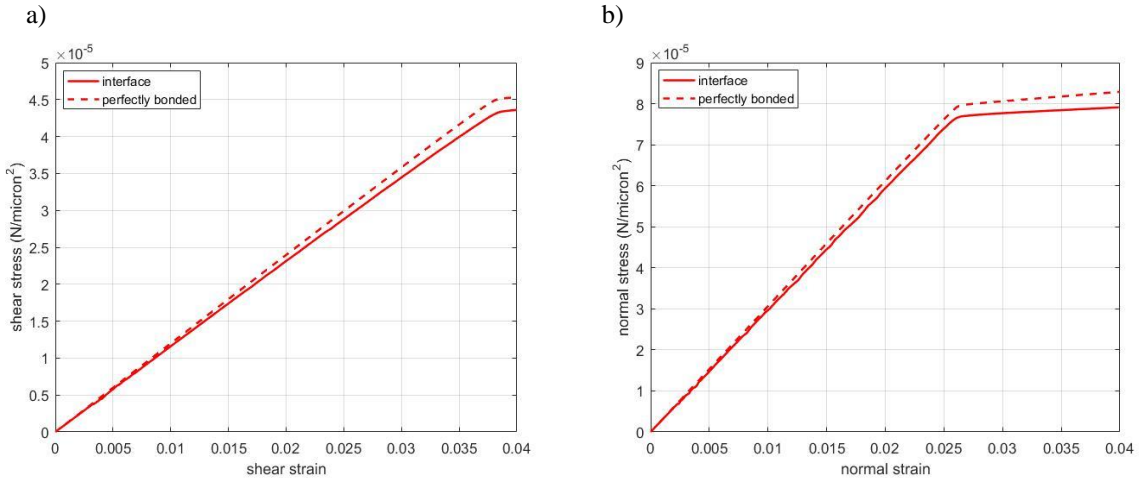 a)
×10⁻⁵
5
4.5
4
3.5
3
2.5
2
1.5
1
0.5
0
shear stress (N/micron²)
interface
perfectly bonded
0 0.005 0.01 0.015 0.02 0.025 0.03 0.035 0.04
shear strain
b)
×10⁻⁵
9
8
7
6
5
4
3
2
1
0
normal stress (N/micron²)
interface
perfectly bonded
0 0.005 0.01 0.015 0.02 0.025 0.03 0.035 0.04
normal strain